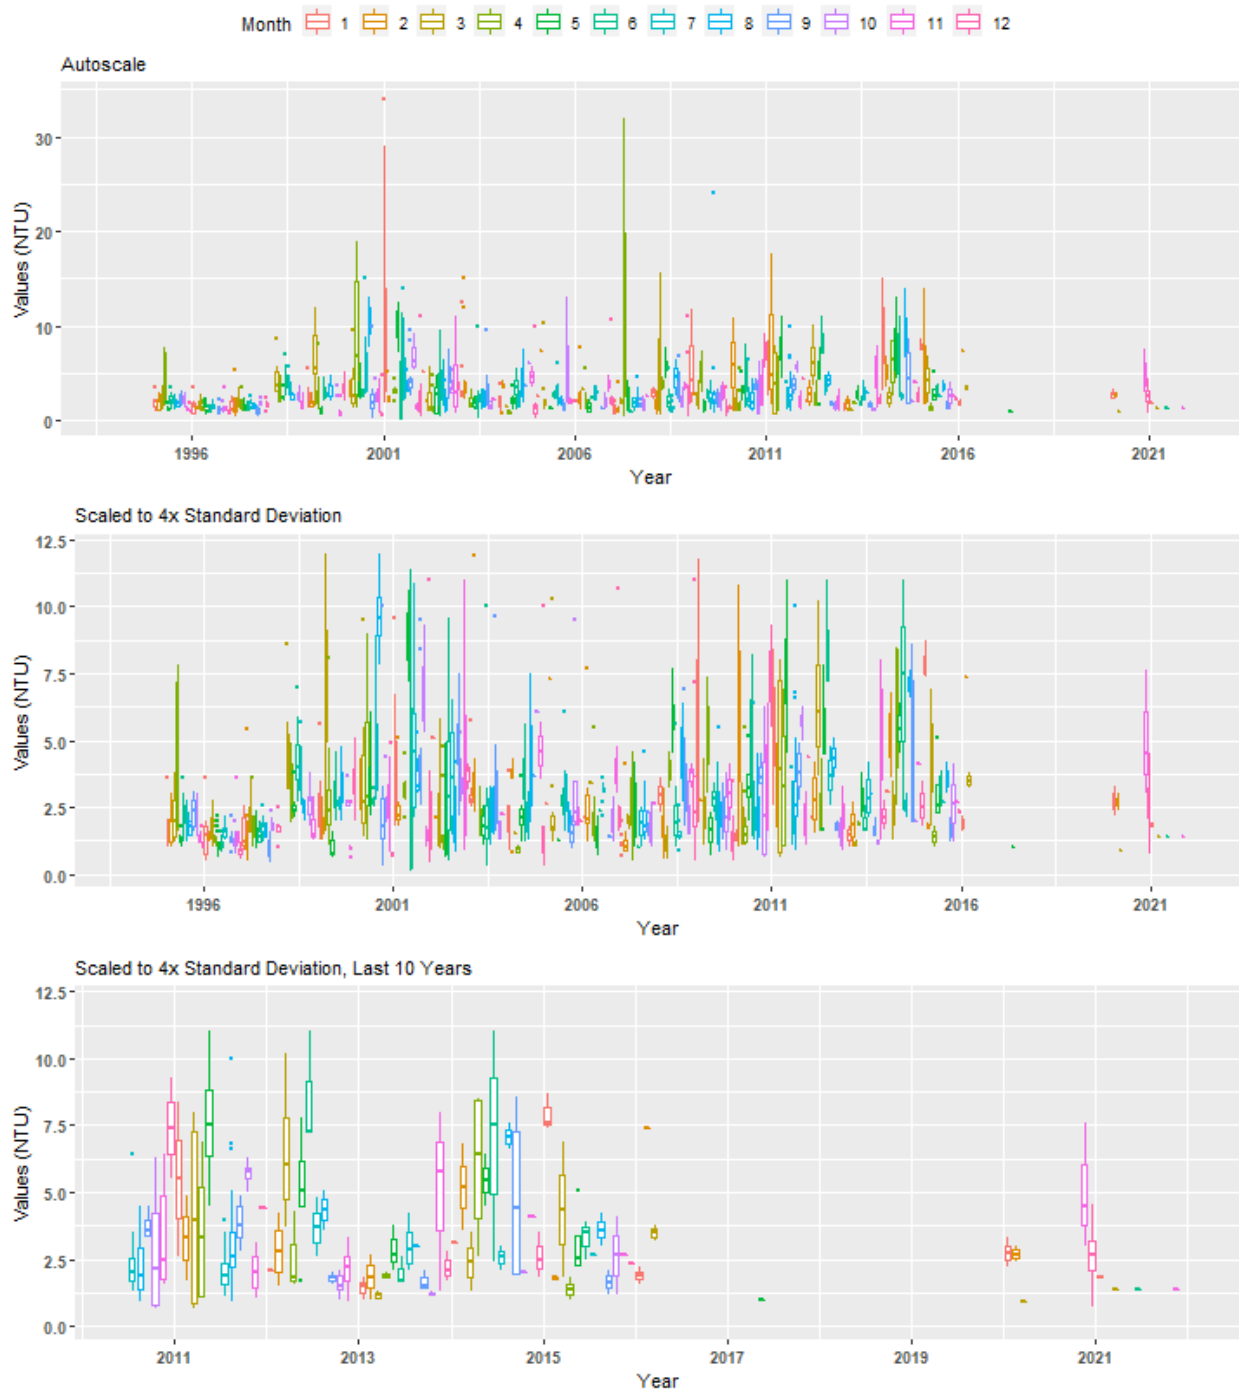 Month 1 2 3 4 5 6 7 8 9 10 11 12
Autoscale
30
20
10
0
Values (NTU)
1996 2001 2006 2011 2016 2021
Year
Scaled to 4x Standard Deviation
12.5
10.0
7.5
5.0
2.5
0.0
Values (NTU)
1996 2001 2006 2011 2016 2021
Year
Scaled to 4x Standard Deviation, Last 10 Years
12.5
10.0
7.5
5.0
2.5
0.0
Values (NTU)
2011 2013 2015 2017 2019 2021
Year